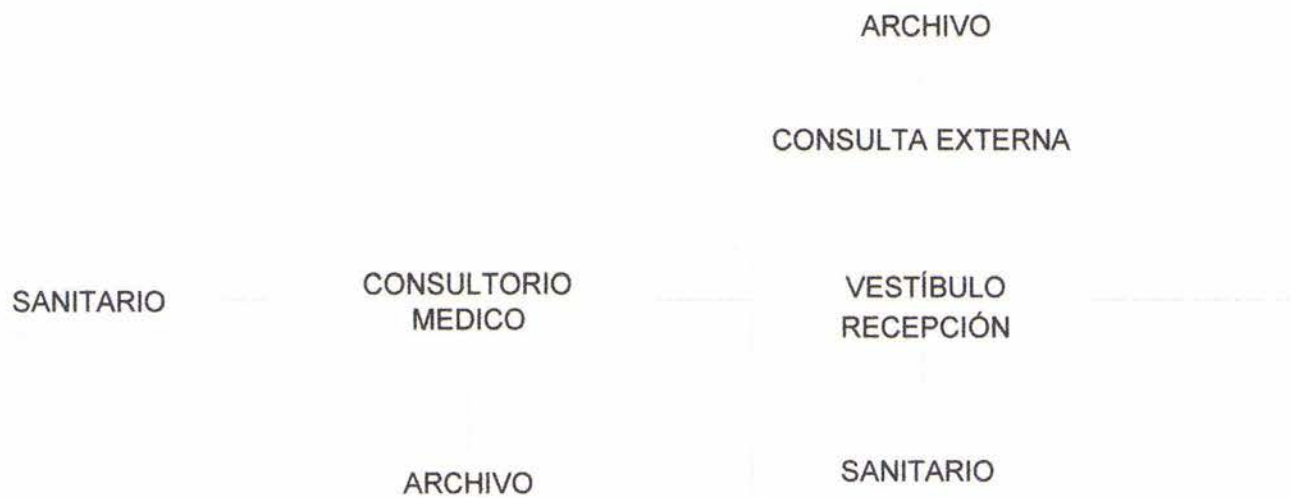 ARCHIVO
CONSULTA EXTERNA
SANITARIO
CONSULTORIO
MEDICO
VESTÍBULO
RECEPCIÓN
ARCHIVO
SANITARIO